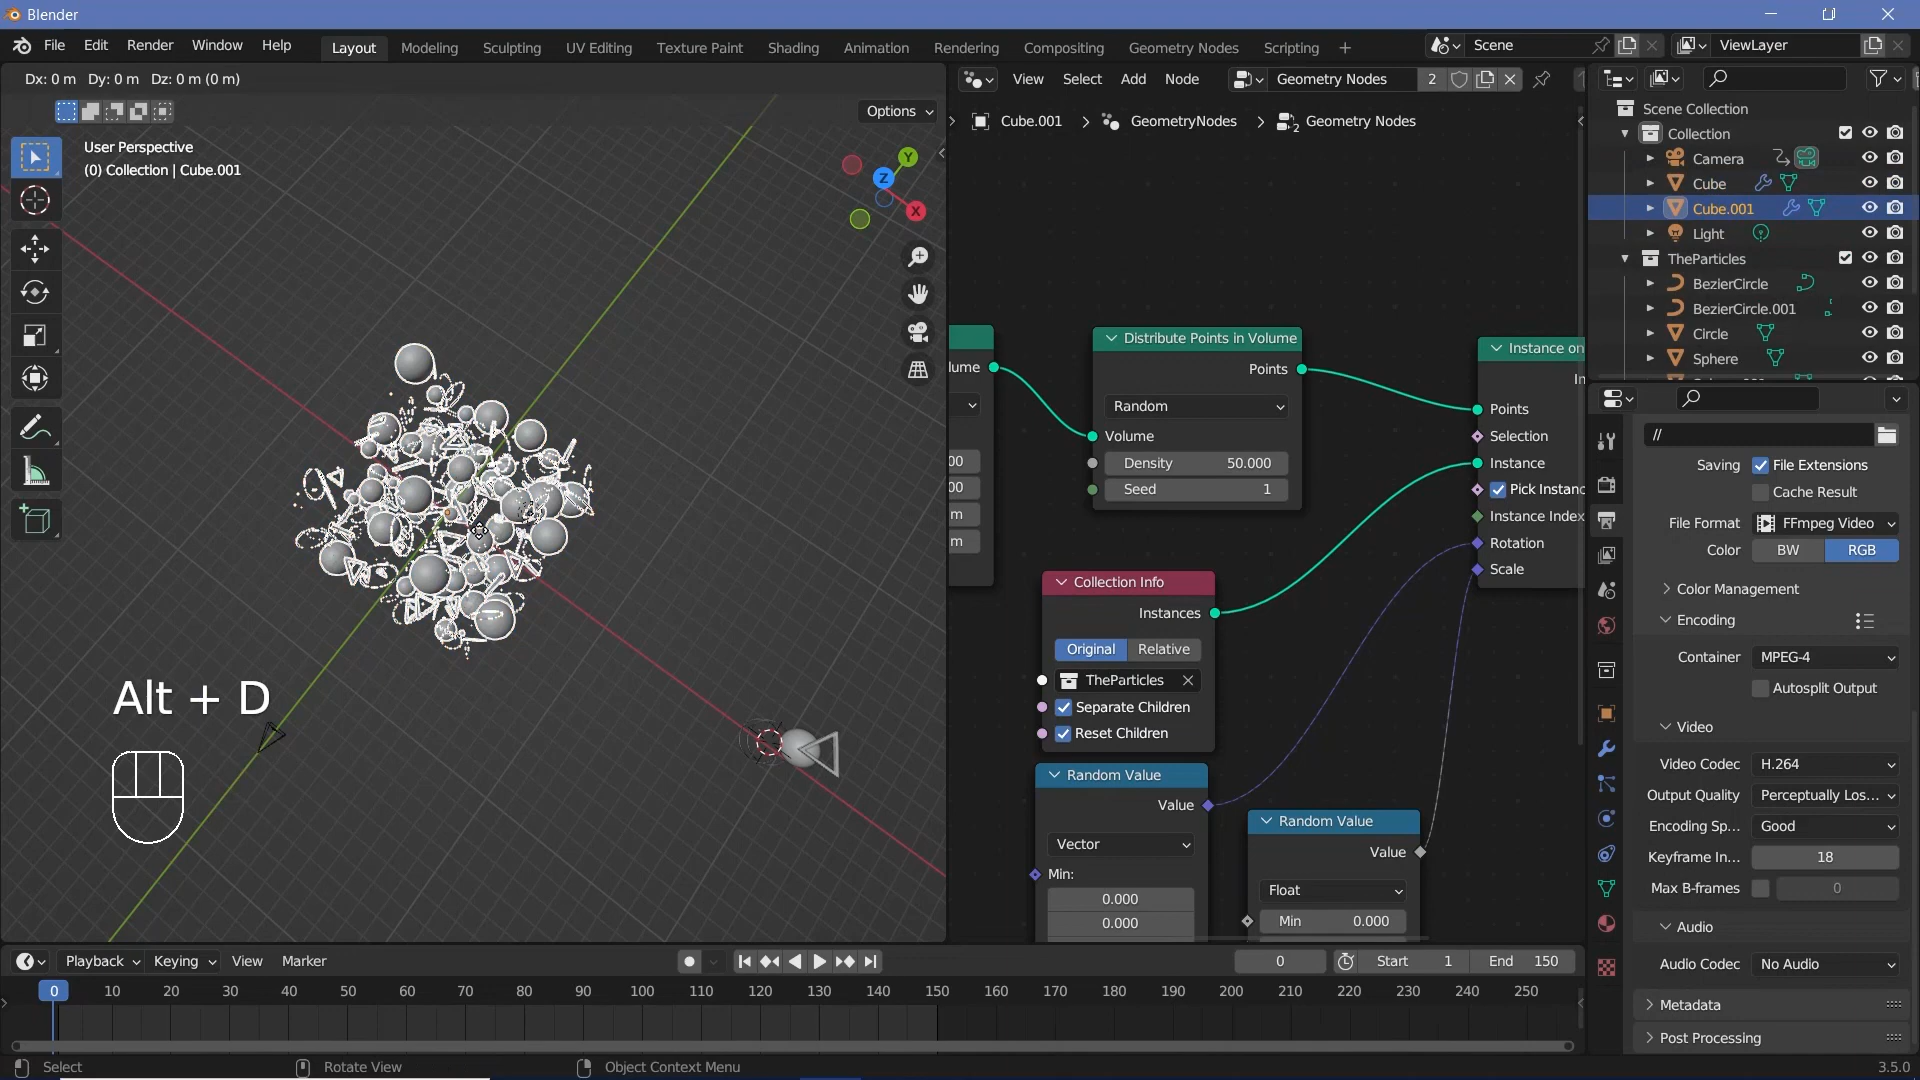 Blender
File Edit Render Window Help
Layout Modeling Sculpting UV Editing Texture Paint Shading Animation Rendering Compositing Geometry Nodes Scripting +
Scene
ViewLayer
Dx: 0 m Dy: 0 m Dz: 0 m (0 m)
Options
User Perspective
(0) Collection | Cube.001
Y
Z
X
Alt + D
View Select Add Node
Geometry Nodes 2
Cube.001 > GeometryNodes > Geometry Nodes
lume
00
00
m
m
Distribute Points in Volume
Points
Random
Volume
Density 50.000
Seed 1
Collection Info
Instances
Original Relative
TheParticles
Separate Children
Reset Children
Random Value
Value
Vector
Min:
0.000
0.000
Random Value
Value
Float
Min 0.000
Instance on
In
Points
Selection
Instance
Pick Instanc
Instance Index
Rotation
Scale
Scene Collection
Collection
Camera
Cube
Cube.001
Light
TheParticles
BezierCircle
BezierCircle.001
Circle
Sphere
//
Saving File Extensions
Cache Result
File Format FFmpeg Video
Color BW RGB
Color Management
Encoding
Container MPEG-4
Autosplit Output
Video
Video Codec H.264
Output Quality Perceptually Los...
Encoding Sp... Good
Keyframe In... 18
Max B-frames 0
Audio
Audio Codec No Audio
Metadata
Post Processing
Playback Keying View Marker
0
Start 1
End 150
0 10 20 30 40 50 60 70 80 90 100 110 120 130 140 150 160 170 180 190 200 210 220 230 240 250
Select
Rotate View
Object Context Menu
3.5.0